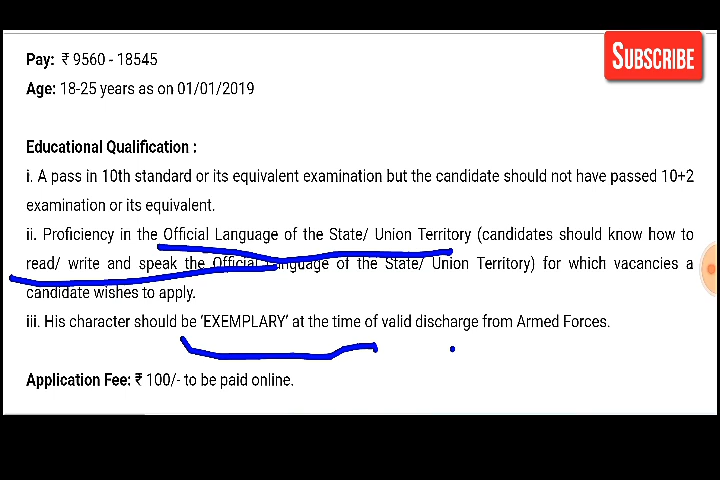 SUBSCRIBE
Pay: ₹ 9560 - 18545
Age: 18-25 years as on 01/01/2019
Educational Qualification :
i. A pass in 10th standard or its equivalent examination but the candidate should not have passed 10+2
examination or its equivalent.
ii. Proficiency in the Official Language of the State/ Union Territory (candidates should know how to
read/ write and speak the Official Language of the State/ Union Territory) for which vacancies a
candidate wishes to apply.
iii. His character should be ‘EXEMPLARY’ at the time of valid discharge from Armed Forces.
Application Fee: ₹ 100/- to be paid online.